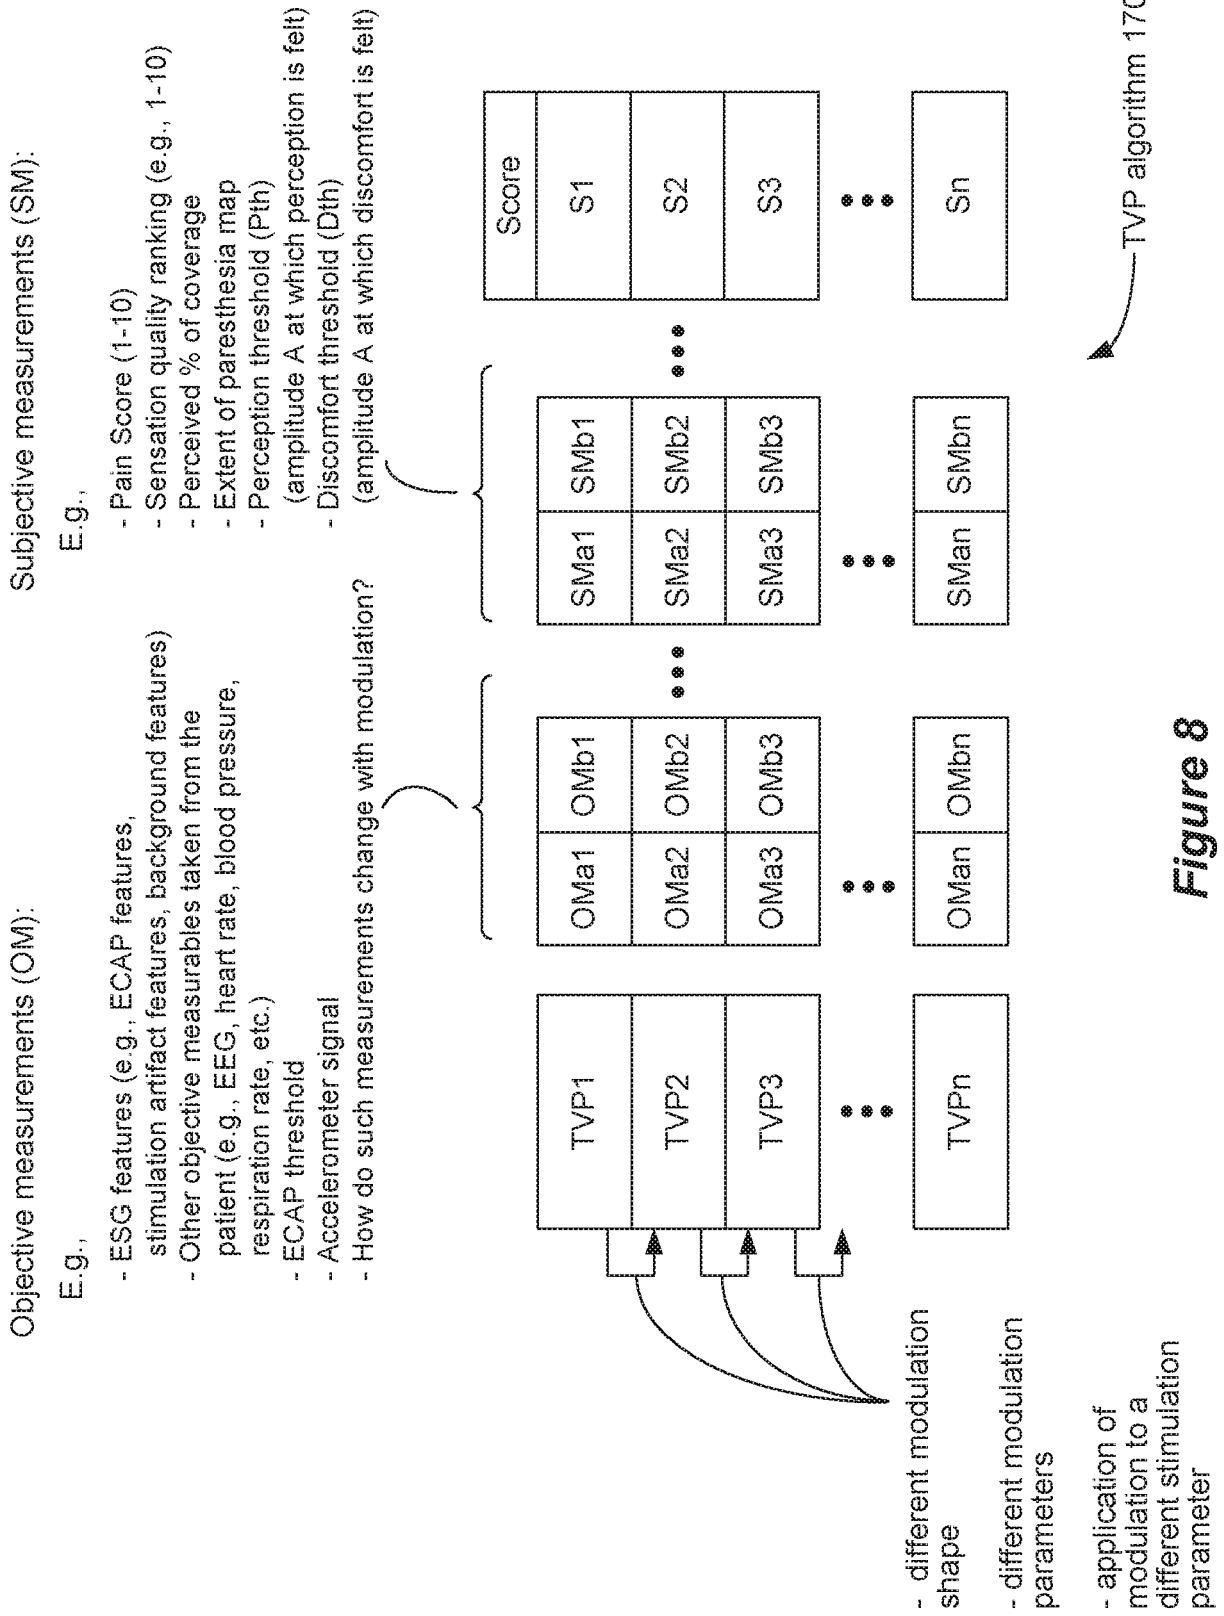 Objective measurements (OM):
E.g.,
- ESG features (e.g., ECAP features,
stimulation artifact features, background features)
- Other objective measurables taken from the
patient (e.g., EEG, heart rate, blood pressure,
respiration rate, etc.)
- ECAP threshold
- Accelerometer signal
- How do such measurements change with modulation?
Subjective measurements (SM):
E.g.,
- Pain Score (1-10)
- Sensation quality ranking (e.g., 1-10)
- Perceived % of coverage
- Extent of paresthesia map
- Perception threshold (Pth)
(amplitude A at which perception is felt)
- Discomfort threshold (Dth)
(amplitude A at which discomfort is felt)
Score
TVP1 OMa1 OMb1 SMa1 SMb1 S1
TVP2 OMa2 OMb2 SMa2 SMb2 S2
TVP3 OMa3 OMb3 SMa3 SMb3 S3
TVPn OMan OMbn SMan SMbn Sn
- different modulation
shape
- different modulation
parameters
- application of
modulation to a
different stimulation
parameter
TVP algorithm 170
Figure 8